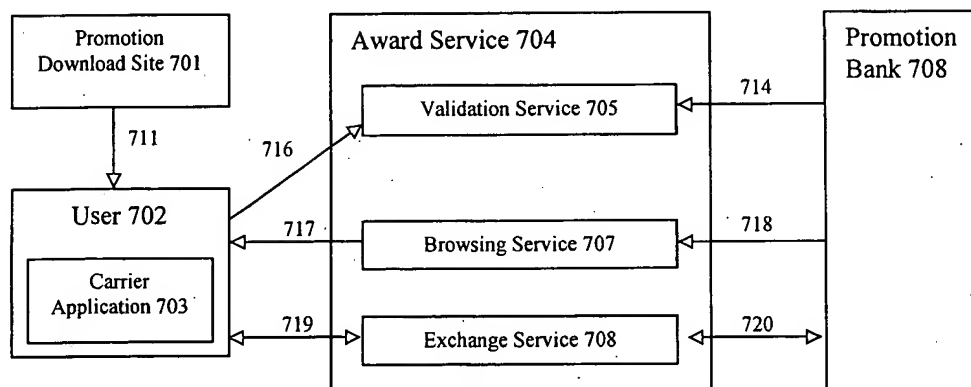 Promotion
Download Site 701
711
User 702
Carrier
Application 703
716
717
719
Award Service 704
Validation Service 705
Browsing Service 707
Exchange Service 708
714
718
720
Promotion
Bank 708